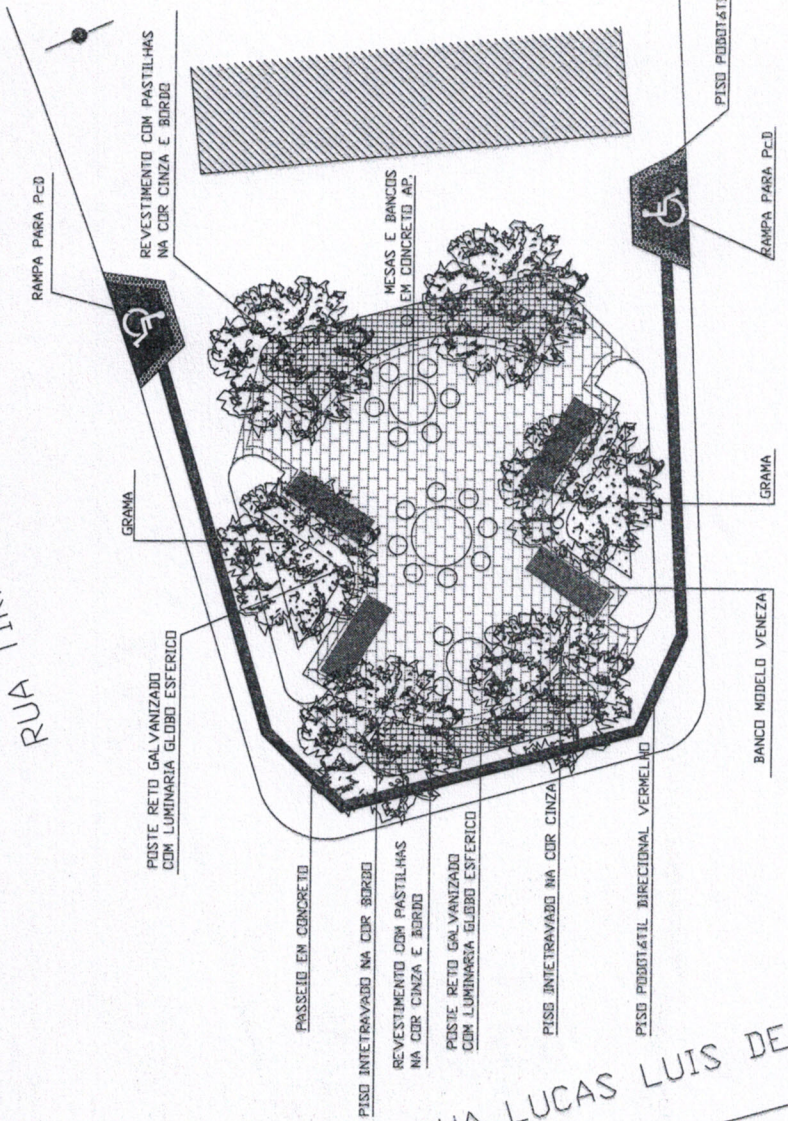 RUA
RAMPA PARA PcD
REVESTIMENTO COM PASTILHAS
NA COR CINZA E BORDO
GRAMA
POSTE RETO GALVANIZADO
COM LUMINARIA GLOBO ESFERICO
MESAS E BANCOS
EM CONCRETO AP.
PISO
RAMPA PARA PcD
GRAMA
BANCO MODELO VENEZA
PASSEIO EM CONCRETO
PISO INTETRAVADO NA COR BORDO
REVESTIMENTO COM PASTILHAS
NA COR CINZA E BORDO
POSTE RETO GALVANIZADO
COM LUMINARIA GLOBO ESFERICO
PISO INTETRAVADO NA COR CINZA
PISO PODOTÁTIL DIRECIONAL VERMELHO
LUCAS LUIS DE